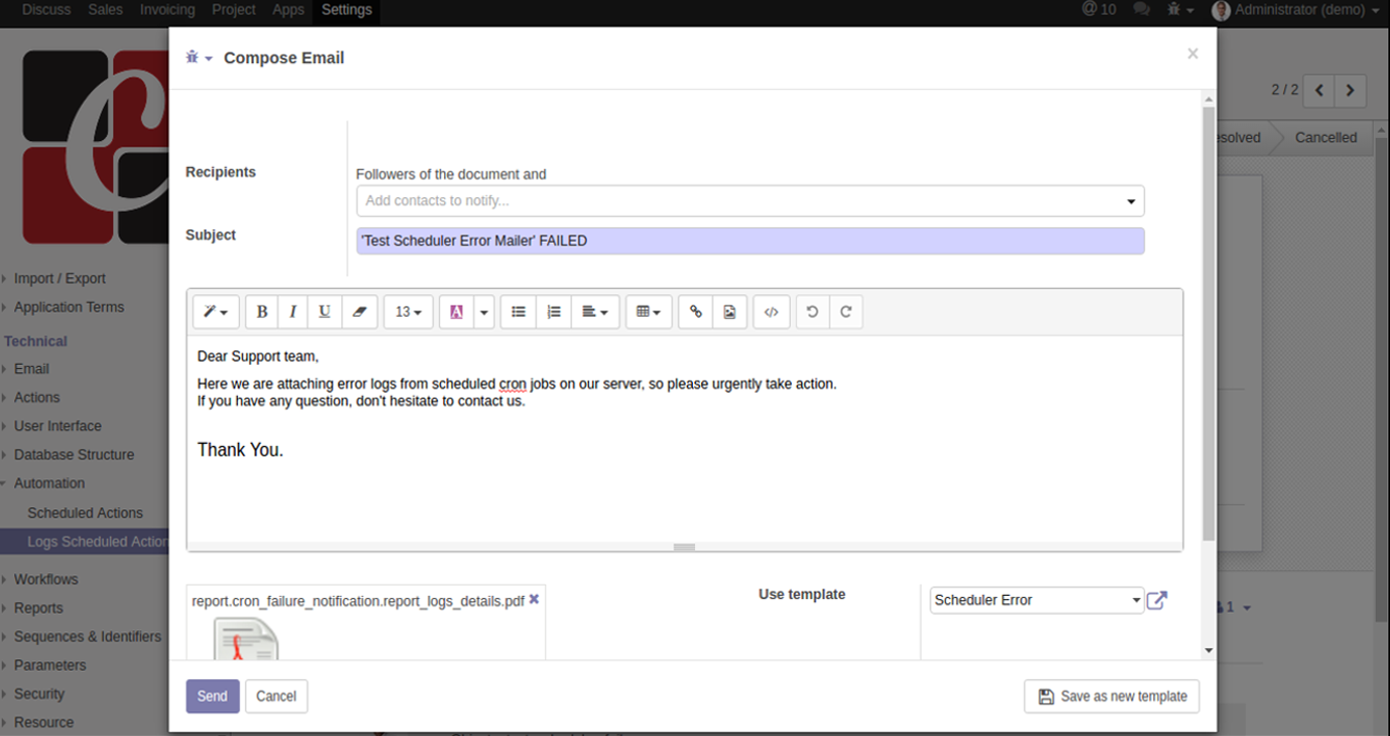 Discuss Sales Invoicing Project Apps Settings @ 10 Administrator (demo)
Compose Email ×
2 / 2
esolved Cancelled
Recipients
Followers of the document and
Add contacts to notify...
Subject
'Test Scheduler Error Mailer' FAILED
Import / Export
Application Terms
Technical
Email
Actions
User Interface
Database Structure
Automation
Scheduled Actions
Logs Scheduled Action
Workflows
Reports
Sequences & Identifiers
Parameters
Security
Resource
B I U 13 A </>
Dear Support team,
Here we are attaching error logs from scheduled cron jobs on our server, so please urgently take action.
If you have any question, don't hesitate to contact us.
Thank You.
report.cron_failure_notification.report_logs_details.pdf
Use template
Scheduler Error
1
Send Cancel Save as new template